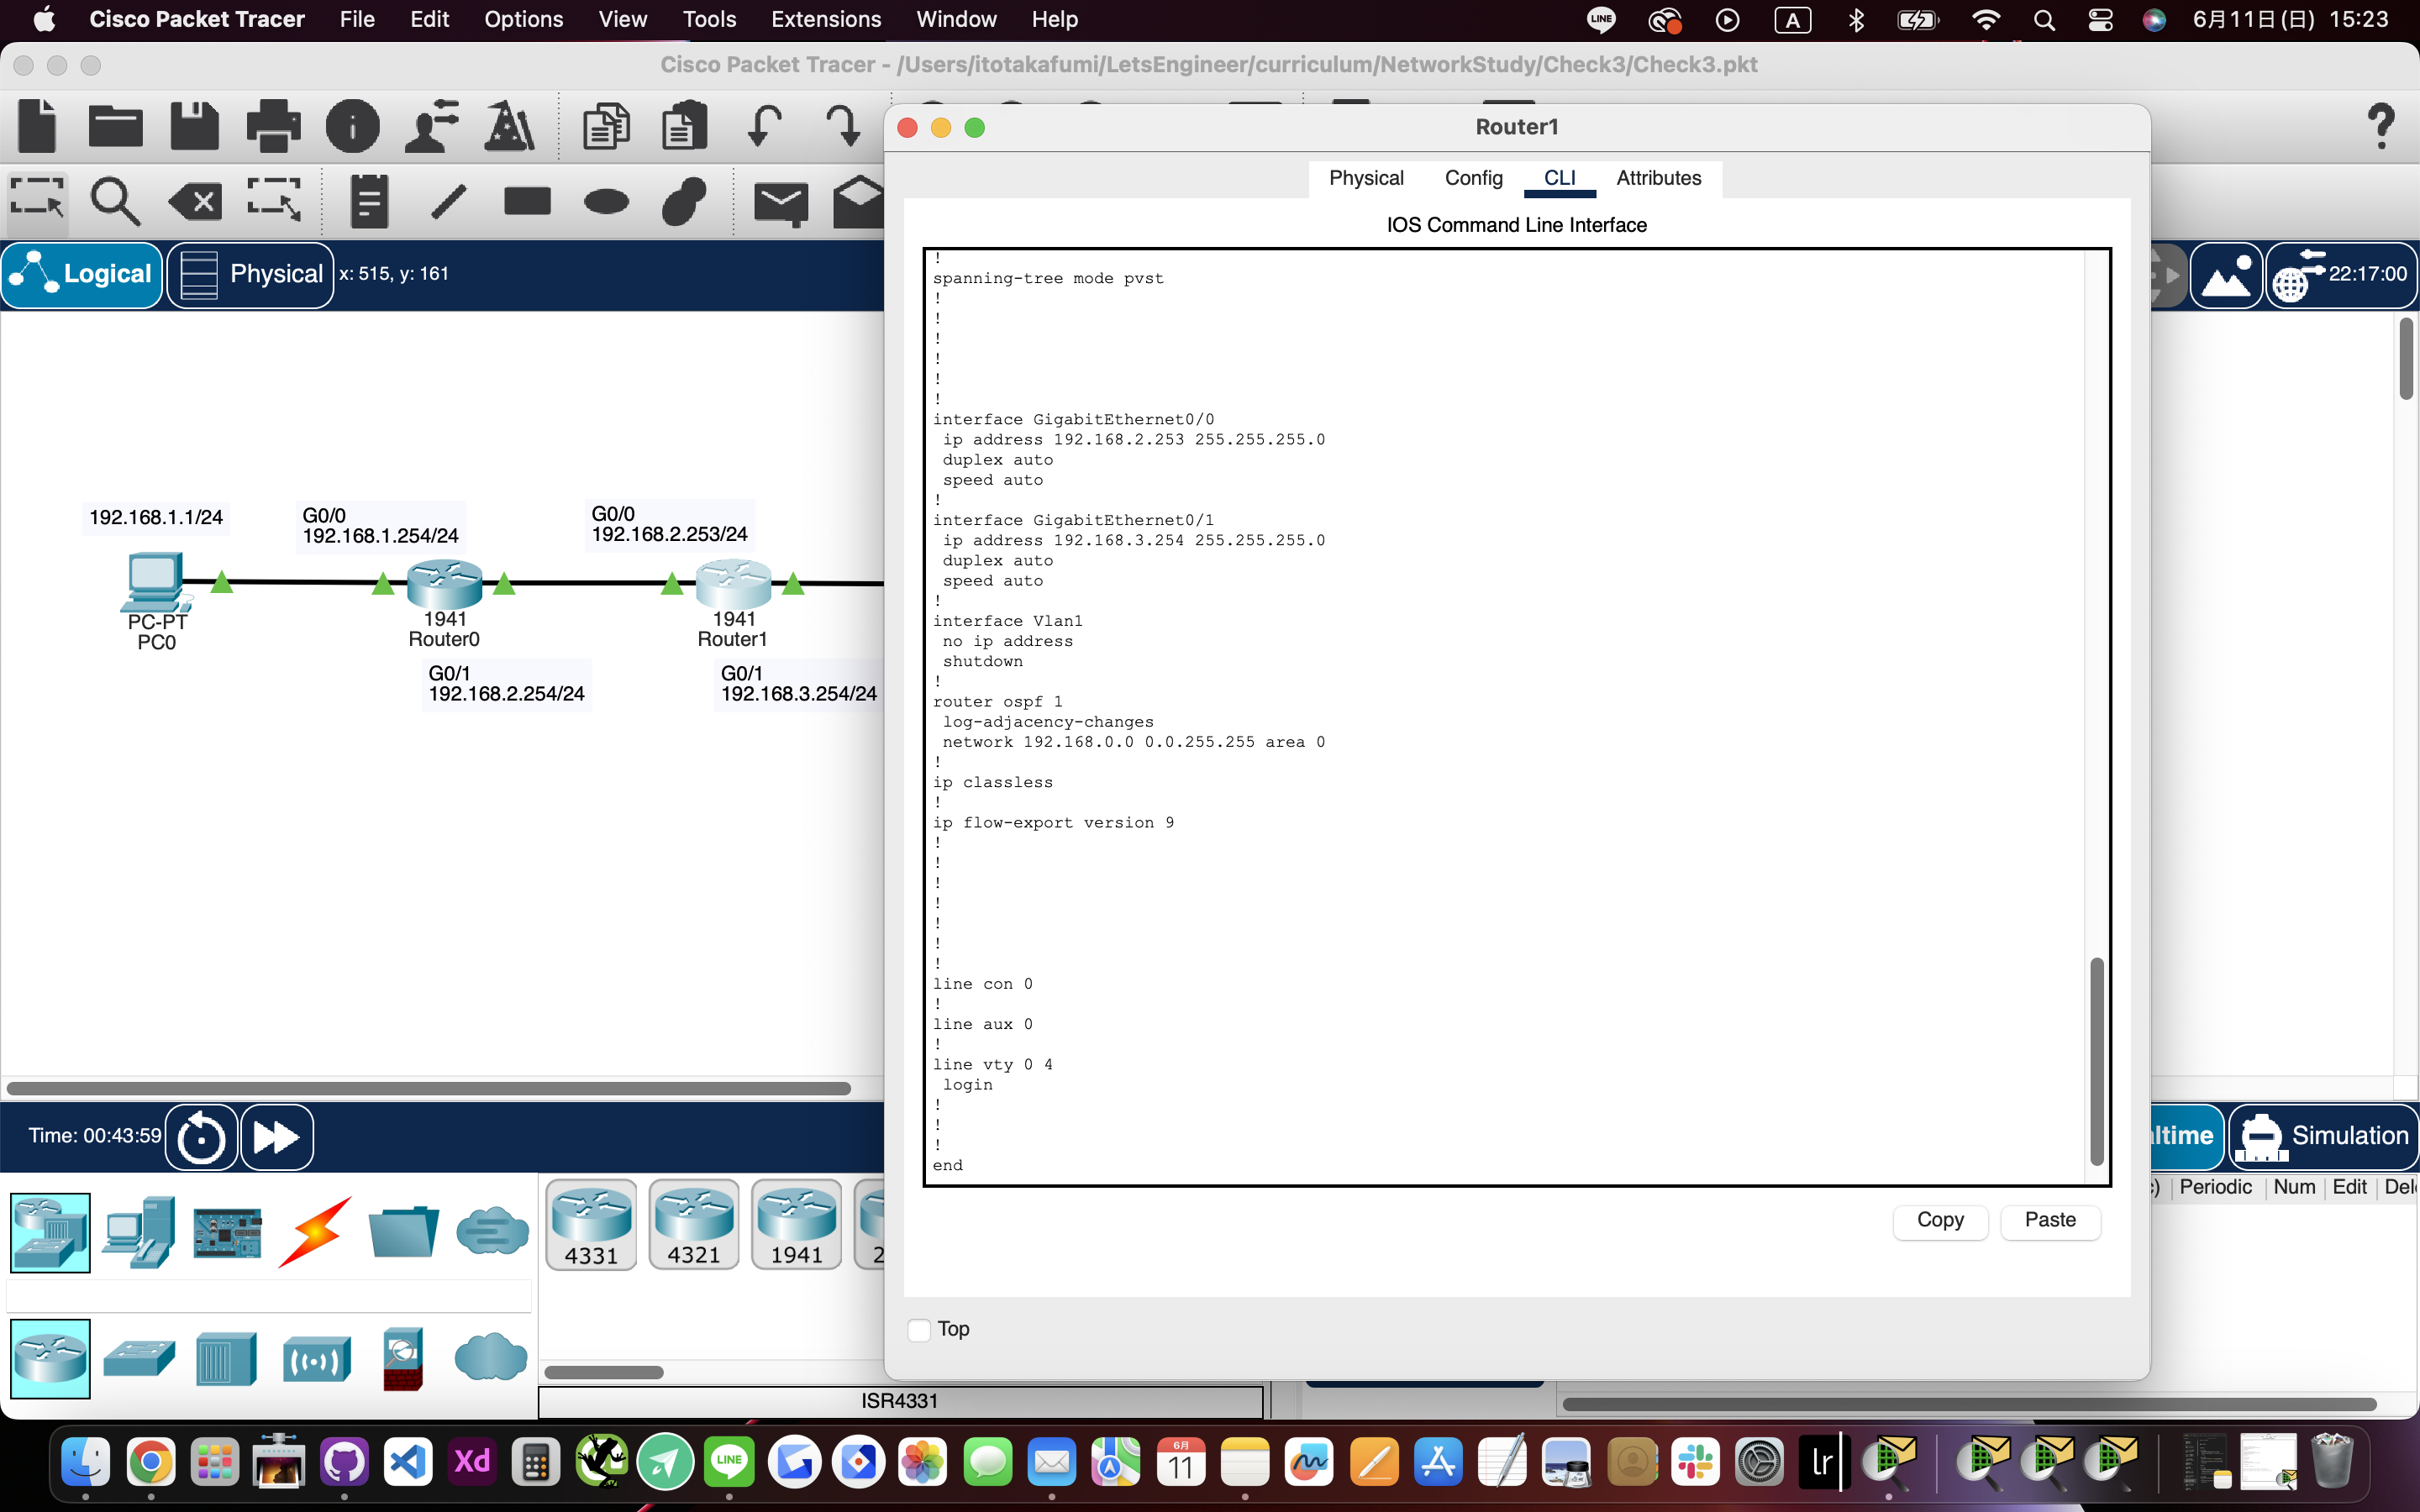 Cisco Packet Tracer File Edit Options View Tools Extensions Window Help
LINE
A
6月11日(日) 15:23
Cisco Packet Tracer - /Users/itotakafumi/LetsEngineer/curriculum/NetworkStudy/Check3/Check3.pkt
Router1
Physical Config CLI Attributes
IOS Command Line Interface
Logical
Physical
x: 515, y: 161
22:17:00
!
spanning-tree mode pvst
!
!
!
!
!
!
interface GigabitEthernet0/0
ip address 192.168.2.253 255.255.255.0
duplex auto
speed auto
!
interface GigabitEthernet0/1
ip address 192.168.3.254 255.255.255.0
duplex auto
speed auto
!
interface Vlan1
no ip address
shutdown
!
router ospf 1
log-adjacency-changes
network 192.168.0.0 0.0.255.255 area 0
!
ip classless
!
ip flow-export version 9
!
!
!
!
!
!
!
line con 0
!
line aux 0
!
line vty 0 4
login
!
!
!
end
Copy
Paste
Top
192.168.1.1/24
G0/0
192.168.1.254/24
G0/0
192.168.2.253/24
PC-PT
PC0
1941
Router0
1941
Router1
G0/1
192.168.2.254/24
G0/1
192.168.3.254/24
Time: 00:43:59
ltime
Simulation
Periodic Num Edit Del
4331
4321
1941
2
ISR4331
Xd
LINE
6月
11
lr